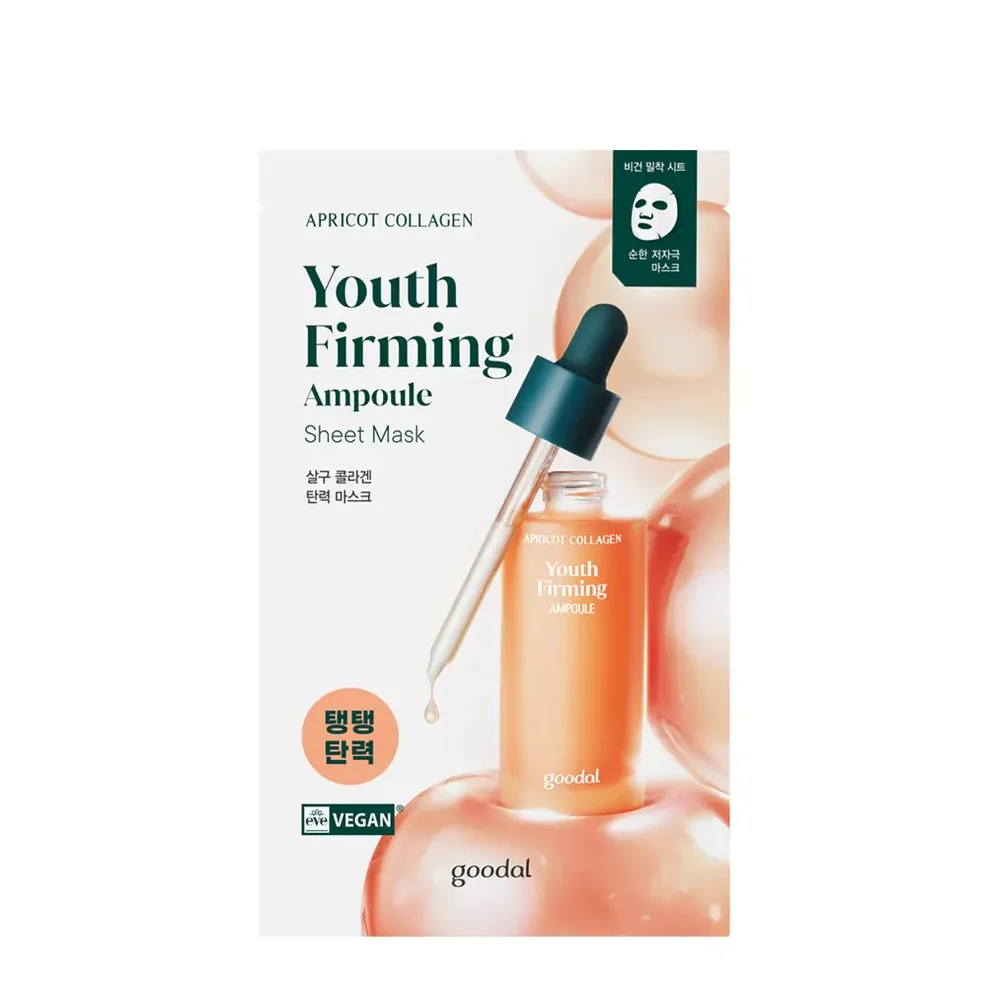 APRICOT COLLAGEN
Youth
Firming
Ampoule
Sheet Mask
살구 콜라겐
탄력 마스크
비건 밀착 시트
순한 저자극
마스크
APRICOT COLLAGEN
Youth
Firming
AMPOULE
goodal
탱탱
탄력
eve VEGAN®
goodal